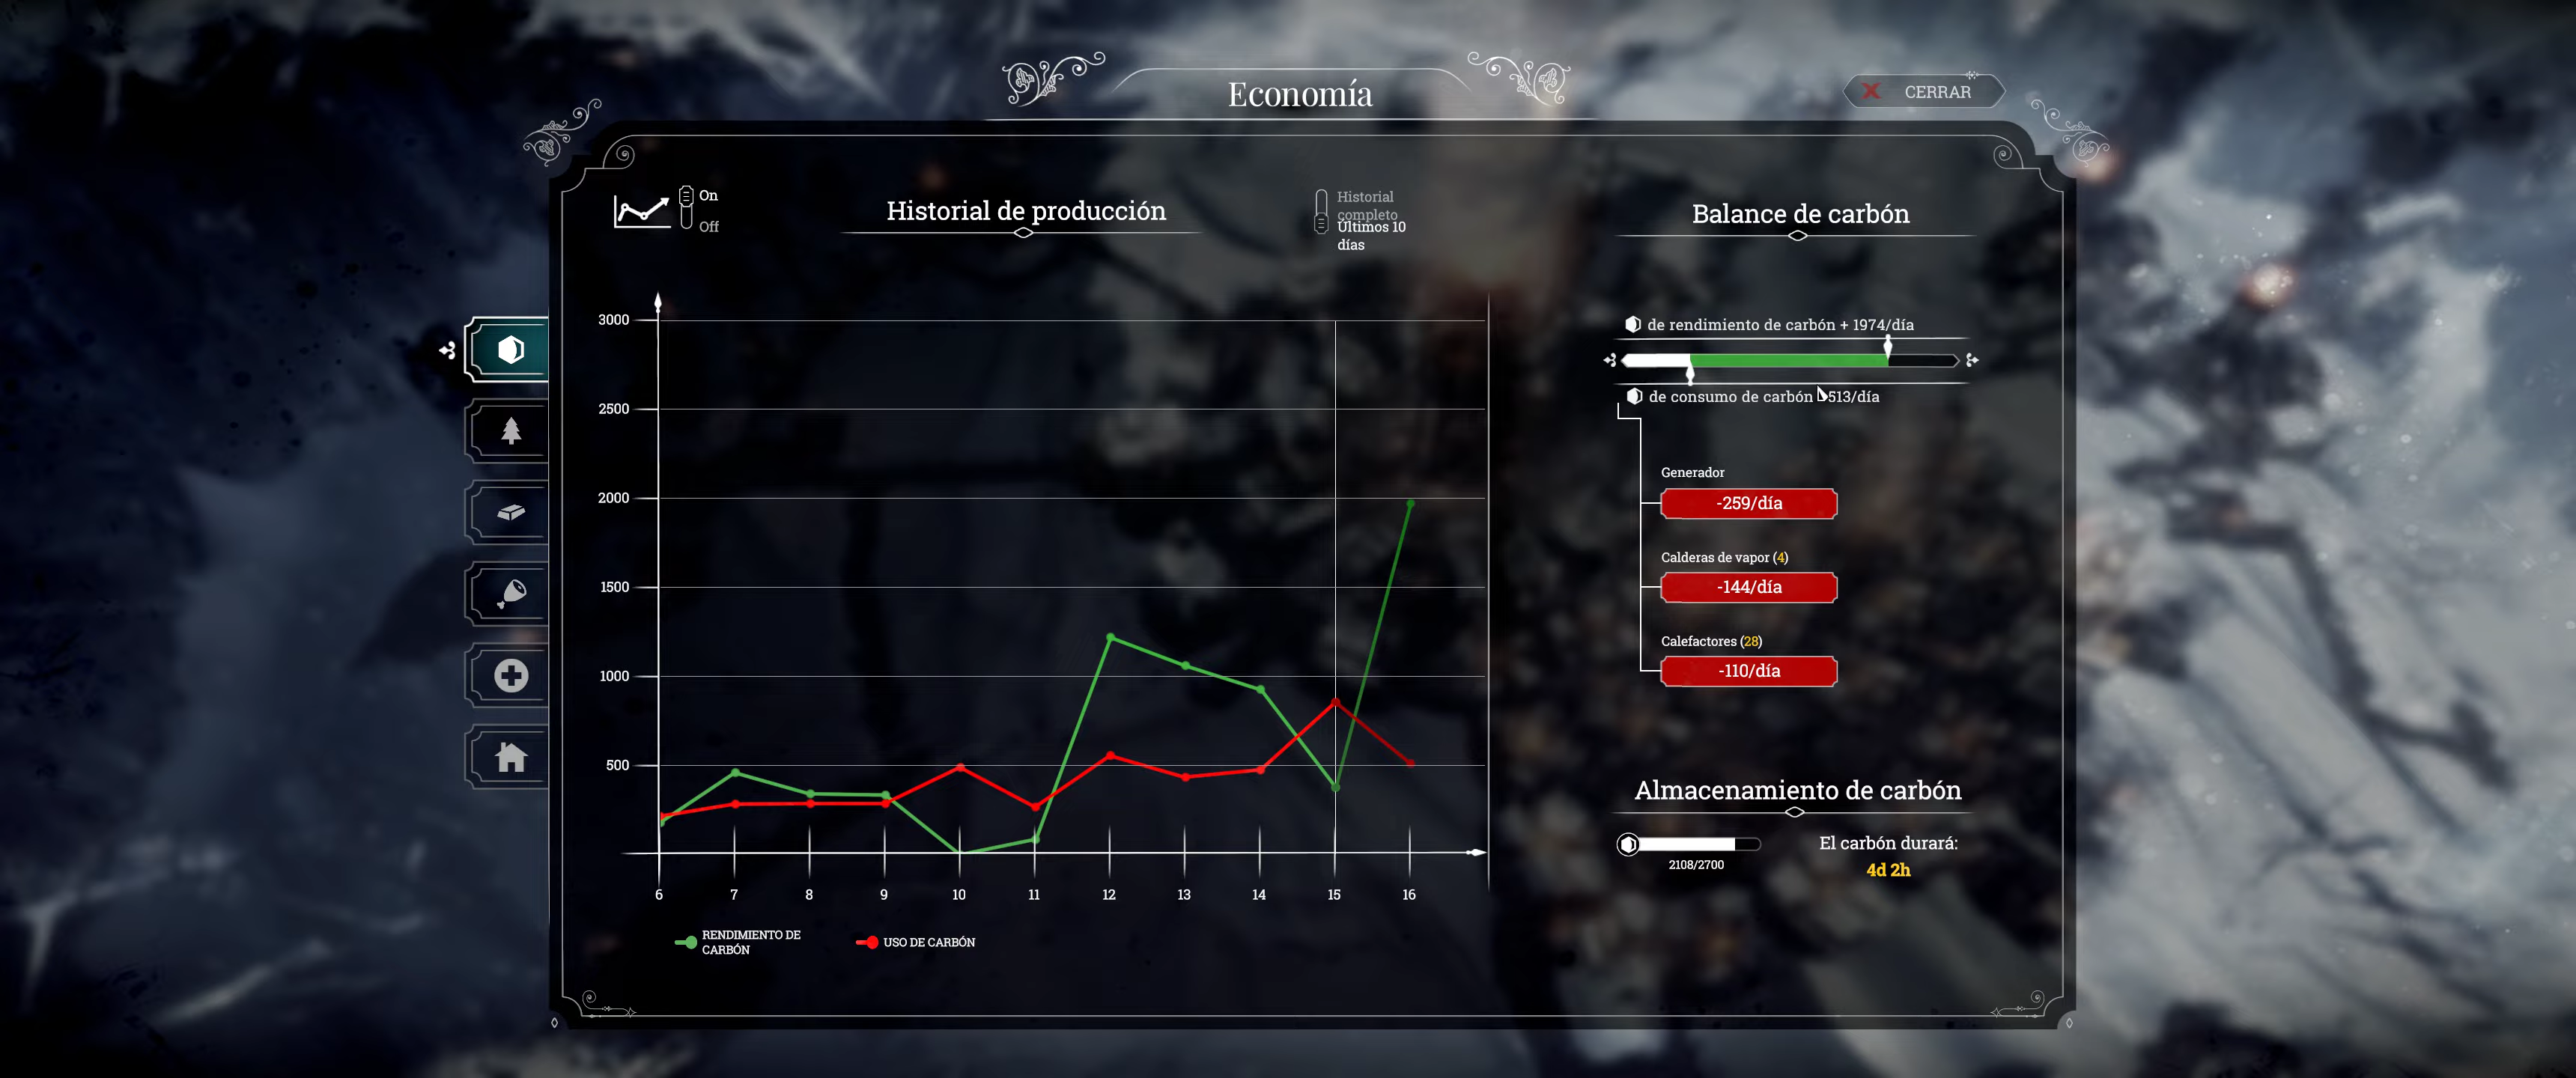 Economía
CERRAR
On
Off
Historial de producción
Historial
completo
Últimos 10
días
Balance de carbón
3000
2500
2000
1500
1000
500
6 7 8 9 10 11 12 13 14 15 16
RENDIMIENTO DE
CARBÓN
USO DE CARBÓN
de rendimiento de carbón + 1974/día
de consumo de carbón 513/día
Generador
-259/día
Calderas de vapor (4)
-144/día
Calefactores (28)
-110/día
Almacenamiento de carbón
2108/2700
El carbón durará:
4d 2h